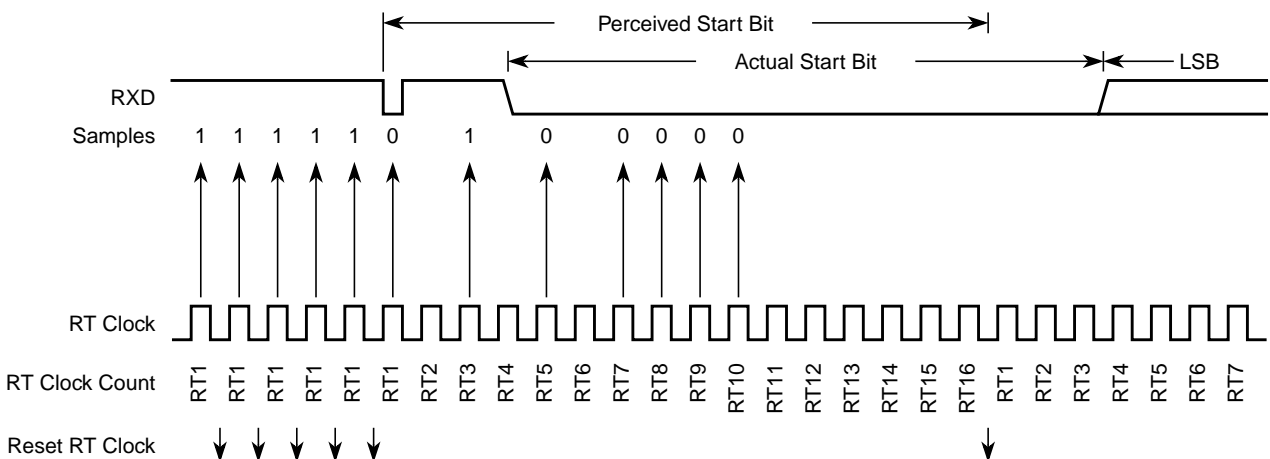 Perceived Start Bit
Actual Start Bit
LSB
RXD
Samples 1 1 1 1 1 0 1 0 0 0 0 0
RT Clock
RT Clock Count RT1 RT1 RT1 RT1 RT1 RT1 RT2 RT3 RT4 RT5 RT6 RT7 RT8 RT9 RT10 RT11 RT12 RT13 RT14 RT15 RT16 RT1 RT2 RT3 RT4 RT5 RT6 RT7
Reset RT Clock